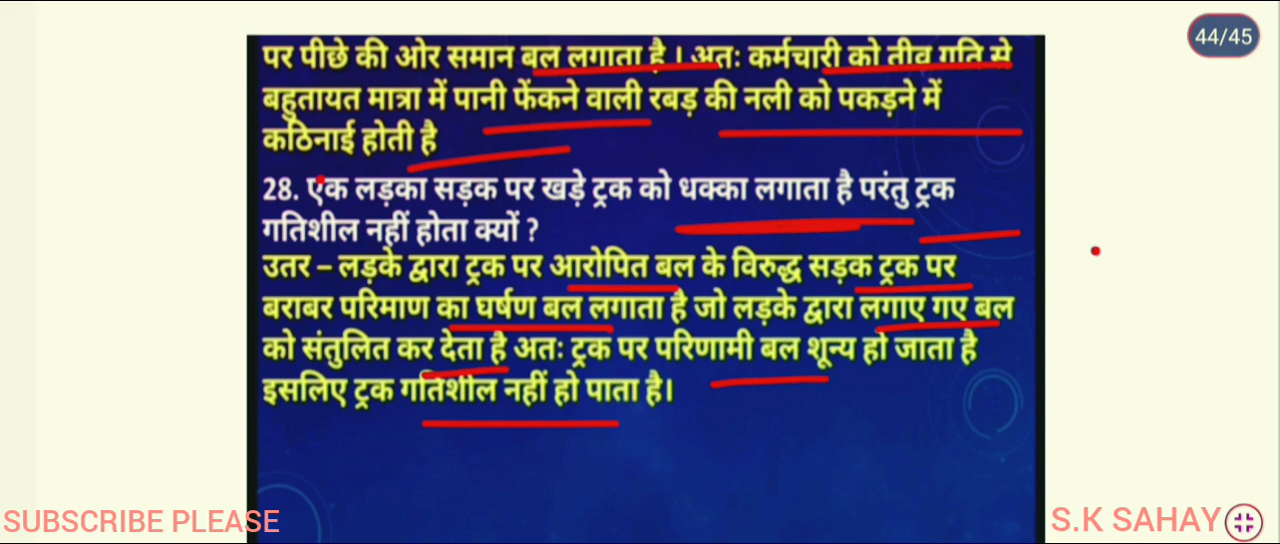 44/45
पर पीछे की ओर समान बल लगाता है । अतः कर्मचारी को तीव्र गति से
बहुतायत मात्रा में पानी फेंकने वाली रबड़ की नली को पकड़ने में
कठिनाई होती है
28. एक लड़का सड़क पर खड़े ट्रक को धक्का लगाता है परंतु ट्रक
गतिशील नहीं होता क्यों ?
उतर – लड़के द्वारा ट्रक पर आरोपित बल के विरुद्ध सड़क ट्रक पर
बराबर परिमाण का घर्षण बल लगाता है जो लड़के द्वारा लगाए गए बल
को संतुलित कर देता है अतः ट्रक पर परिणामी बल शून्य हो जाता है
इसलिए ट्रक गतिशील नहीं हो पाता है।
SUBSCRIBE PLEASE
S.K SAHAY